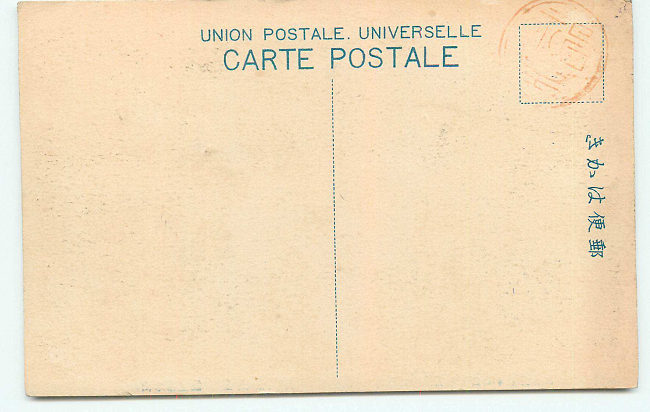 UNION POSTALE. UNIVERSELLE
CARTE POSTALE
きかは便郵